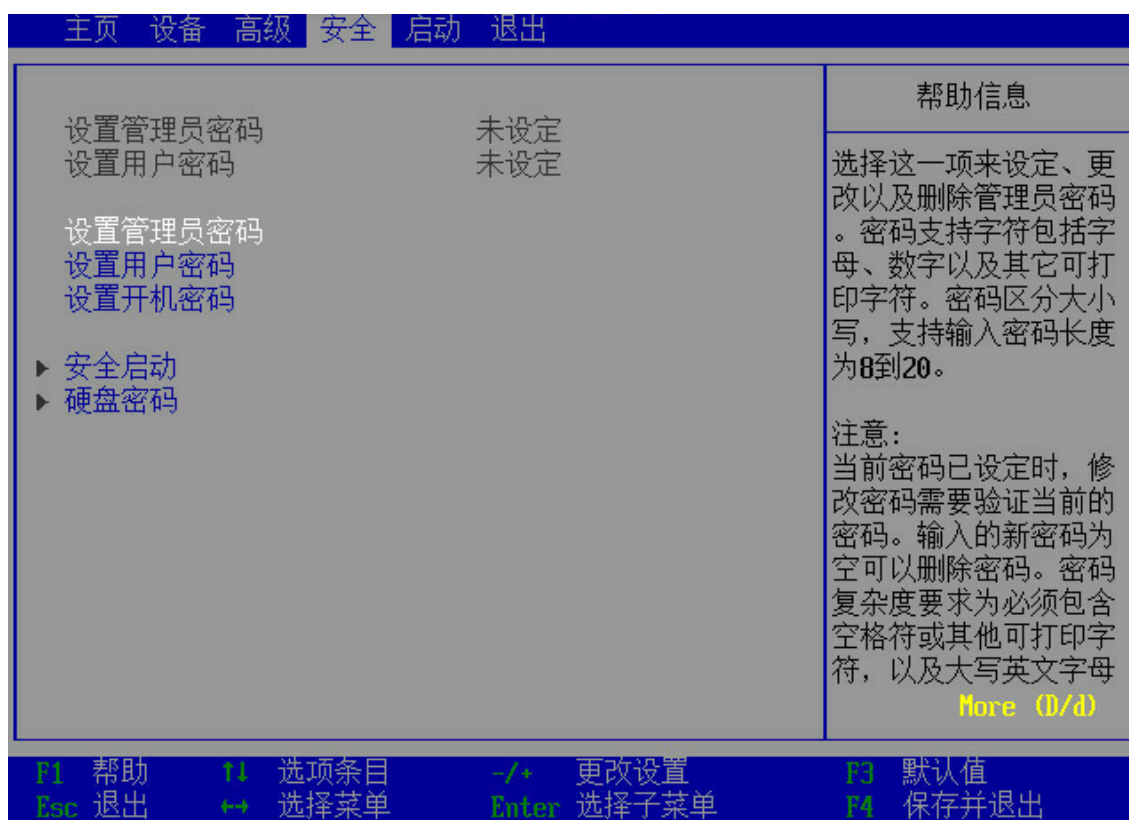 主页 设备 高级 安全 启动 退出
设置管理员密码 未设定
设置用户密码 未设定
设置管理员密码
设置用户密码
设置开机密码
安全启动
硬盘密码
帮助信息
选择这一项来设定、更
改以及删除管理员密码
。密码支持字符包括字
母、数字以及其它可打
印字符。密码区分大小
写，支持输入密码长度
为8到20。
注意：
当前密码已设定时，修
改密码需要验证当前的
密码。输入的新密码为
空可以删除密码。密码
复杂度要求为必须包含
空格符或其他可打印字
符，以及大写英文字母
More (D/d)
F1 帮助 ↑↓ 选项条目 -/+ 更改设置 F3 默认值
Esc 退出 ←→ 选择菜单 Enter 选择子菜单 F4 保存并退出